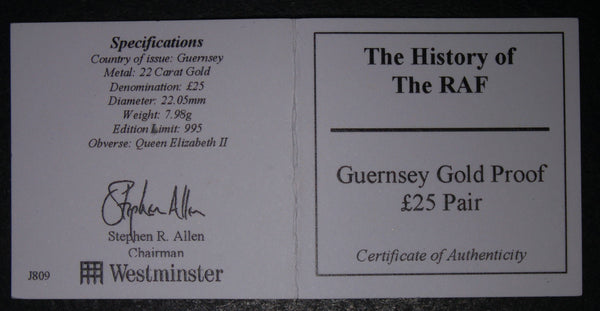 Specifications
Country of issue: Guernsey
Metal: 22 Carat Gold
Denomination: £25
Diameter: 22.05mm
Weight: 7.98g
Edition Limit: 995
Obverse: Queen Elizabeth II
Stephen Allen
Stephen R. Allen
Chairman
J809
Westminster
The History of
The RAF
Guernsey Gold Proof
£25 Pair
Certificate of Authenticity